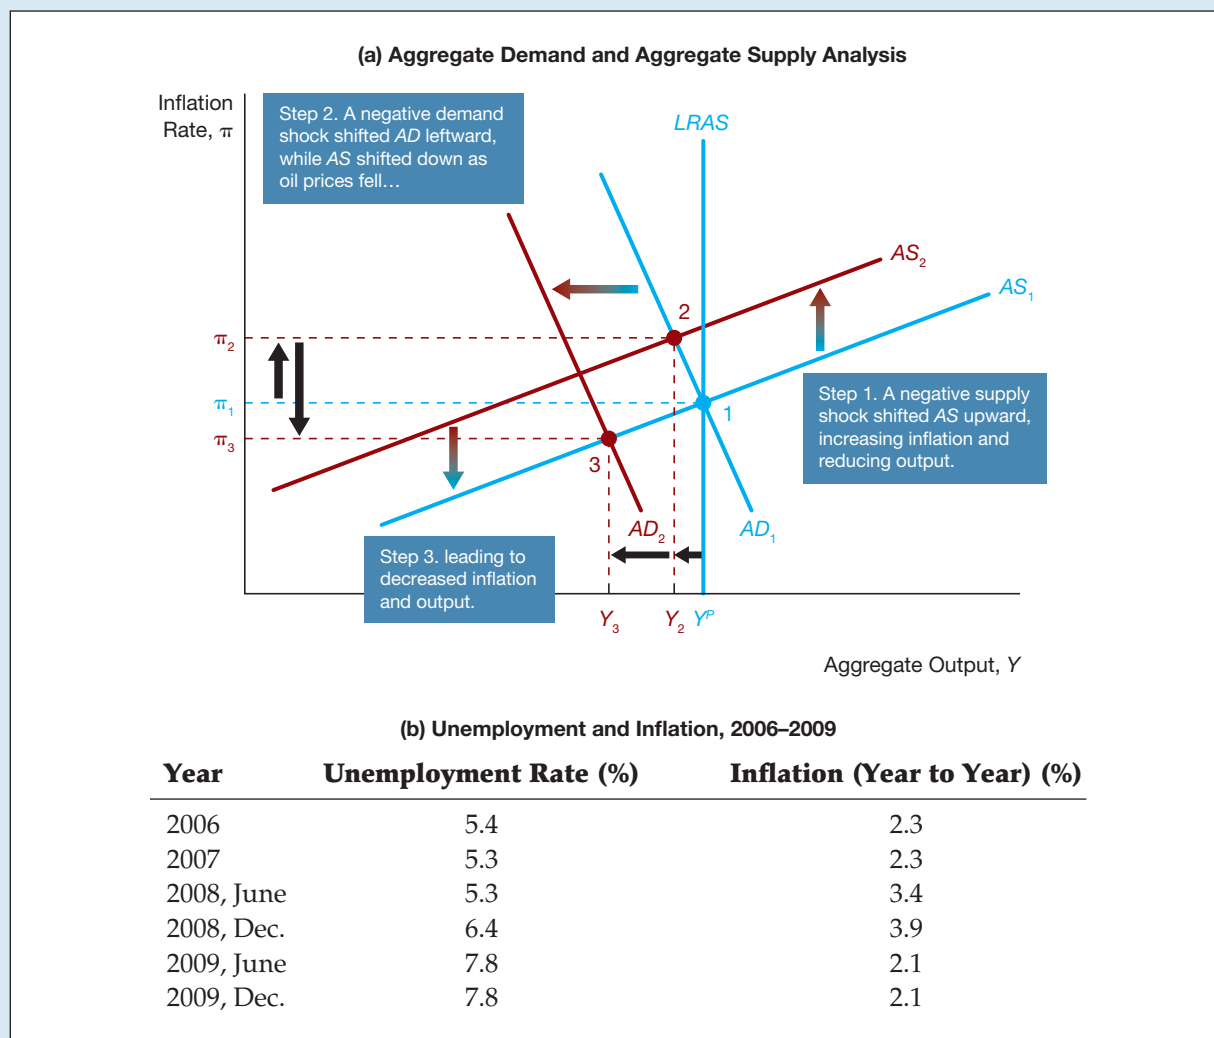 (a) Aggregate Demand and Aggregate Supply Analysis
Inflation
Rate, π
Step 2. A negative demand
shock shifted AD leftward,
while AS shifted down as
oil prices fell…
LRAS
AS2
AS1
2
π2
π1
π3
1
3
Step 1. A negative supply
shock shifted AS upward,
increasing inflation and
reducing output.
AD2
AD1
Step 3. leading to
decreased inflation
and output.
Y3
Y2
YP
Aggregate Output, Y
(b) Unemployment and Inflation, 2006–2009
Year Unemployment Rate (%) Inflation (Year to Year) (%)
2006 5.4 2.3
2007 5.3 2.3
2008, June 5.3 3.4
2008, Dec. 6.4 3.9
2009, June 7.8 2.1
2009, Dec. 7.8 2.1